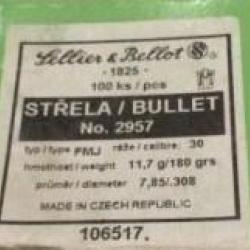 Sellier & Bellot
- 1825 -
100 ks / pcs
STŘELA / BULLET
No. 2957
typ / type FMJ ráže / calibre. 30
hmotnost / weight 11,7 g/180 grs
průměr / diameter 7,85/.308
MADE IN CZECH REPUBLIC
106517.